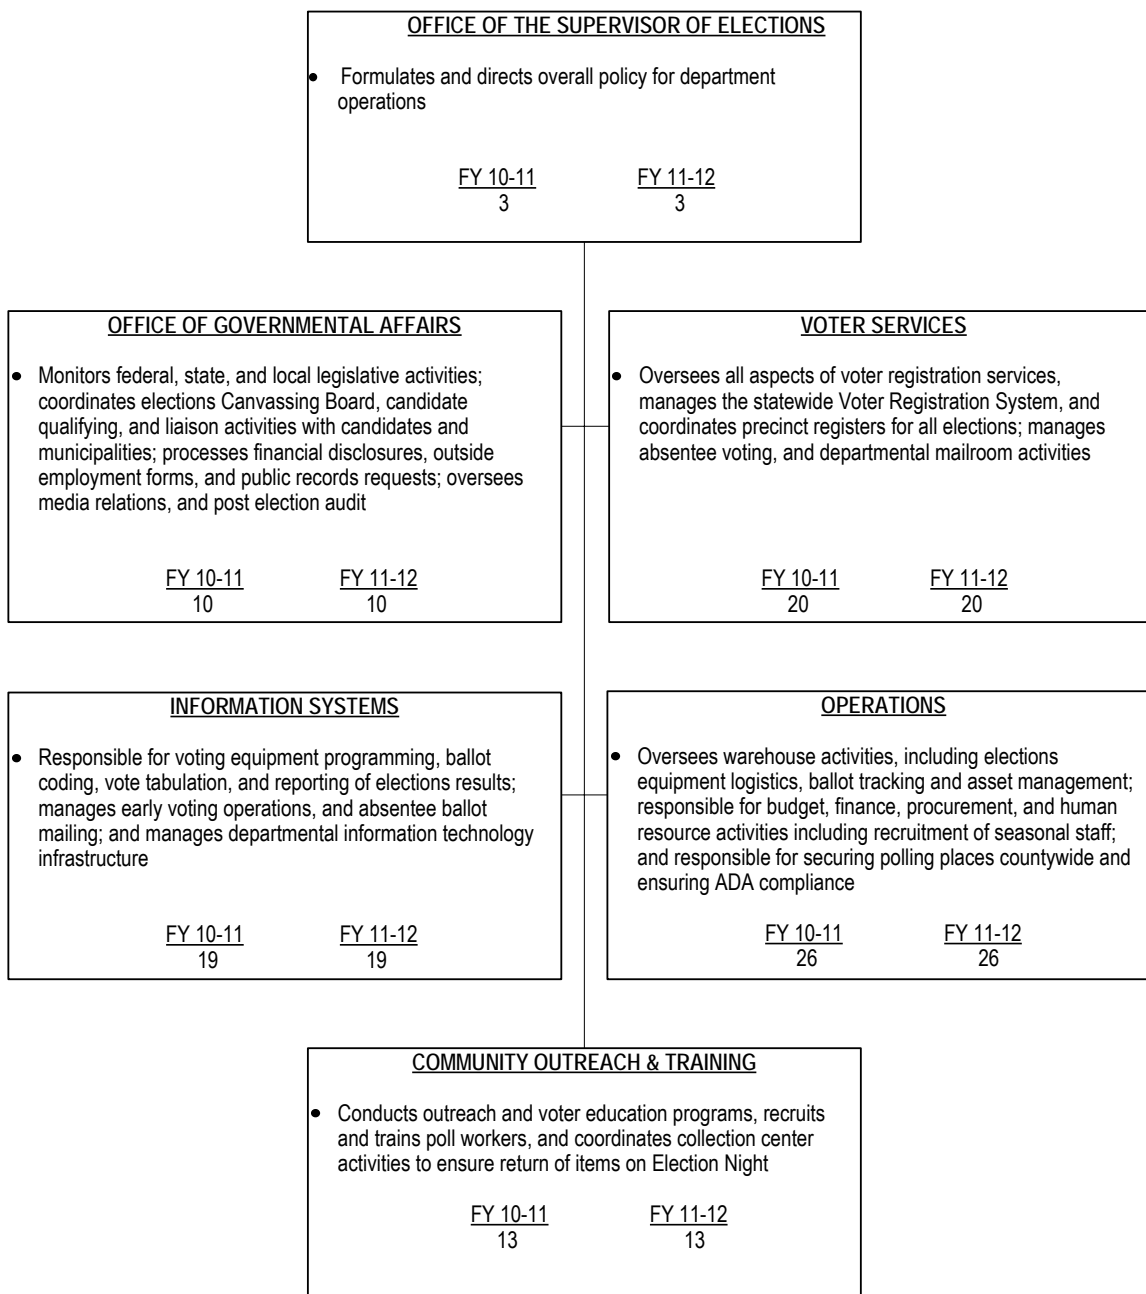 OFFICE OF THE SUPERVISOR OF ELECTIONS
• Formulates and directs overall policy for department
operations
FY 10-11 FY 11-12
3 3
OFFICE OF GOVERNMENTAL AFFAIRS
• Monitors federal, state, and local legislative activities;
coordinates elections Canvassing Board, candidate
qualifying, and liaison activities with candidates and
municipalities; processes financial disclosures, outside
employment forms, and public records requests; oversees
media relations, and post election audit
FY 10-11 FY 11-12
10 10
VOTER SERVICES
• Oversees all aspects of voter registration services,
manages the statewide Voter Registration System, and
coordinates precinct registers for all elections; manages
absentee voting, and departmental mailroom activities
FY 10-11 FY 11-12
20 20
INFORMATION SYSTEMS
• Responsible for voting equipment programming, ballot
coding, vote tabulation, and reporting of elections results;
manages early voting operations, and absentee ballot
mailing; and manages departmental information technology
infrastructure
FY 10-11 FY 11-12
19 19
OPERATIONS
• Oversees warehouse activities, including elections
equipment logistics, ballot tracking and asset management;
responsible for budget, finance, procurement, and human
resource activities including recruitment of seasonal staff;
and responsible for securing polling places countywide and
ensuring ADA compliance
FY 10-11 FY 11-12
26 26
COMMUNITY OUTREACH & TRAINING
• Conducts outreach and voter education programs, recruits
and trains poll workers, and coordinates collection center
activities to ensure return of items on Election Night
FY 10-11 FY 11-12
13 13